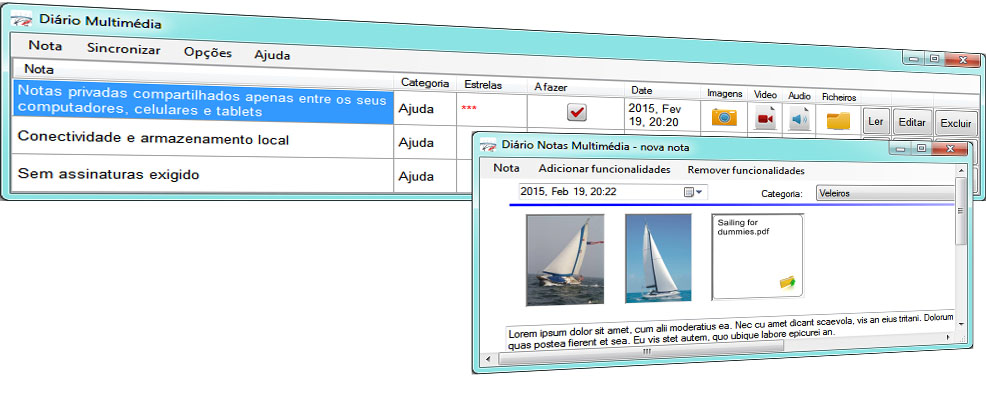 Diário Multimédia
Nota Sincronizar Opções Ajuda
Nota Categoria Estrelas A fazer Date Imagens Video Audio Ficheiros
Notas privadas compartilhados apenas entre os seus
computadores, celulares e tablets
Ajuda
***
2015, Fev
19, 20:20
Ler Editar Excluir
Conectividade e armazenamento local
Ajuda
Sem assinaturas exigido
Ajuda
Diário Notas Multimédia - nova nota
Nota Adicionar funcionalidades Remover funcionalidades
2015, Feb 19, 20:22
Categoria: Veleiros
Sailing for
dummies.pdf
Lorem ipsum dolor sit amet, cum alii moderatius ea. Nec cu amet dicant scaevola, vis an eius tritani. Dolorum
quas postea fierent et sea. Eu vis stet autem, quo ubique labore epicurei an.